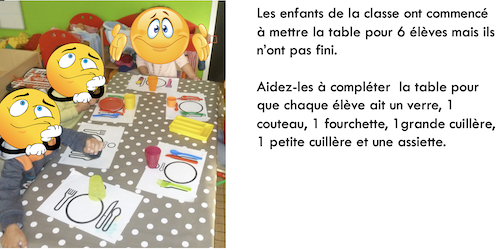 Les enfants de la classe ont commencé
à mettre la table pour 6 élèves mais ils
n'ont pas fini.
Aidez-les à compléter la table pour
que chaque élève ait un verre, 1
couteau, 1 fourchette, 1grande cuillère,
1 petite cuillère et une assiette.